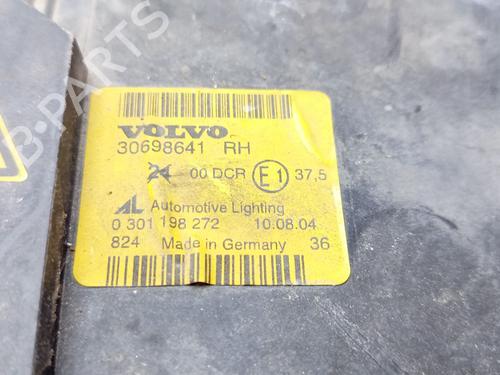 B-PARTS
VOLVO
30698641 RH
24 00 DCR E1 37,5
AL Automotive Lighting
0 301 198 272 10.08.04
824 Made in Germany 36